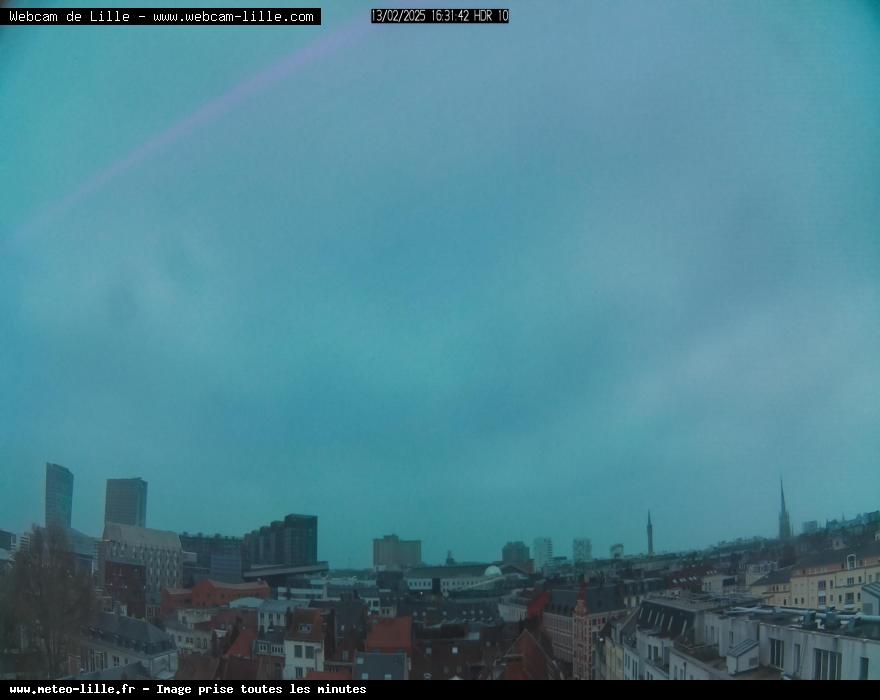 Webcam de Lille - www.webcam-lille.com
13/02/2025 16:31:42 HDR 10
www.meteo-lille.fr - Image prise toutes les minutes